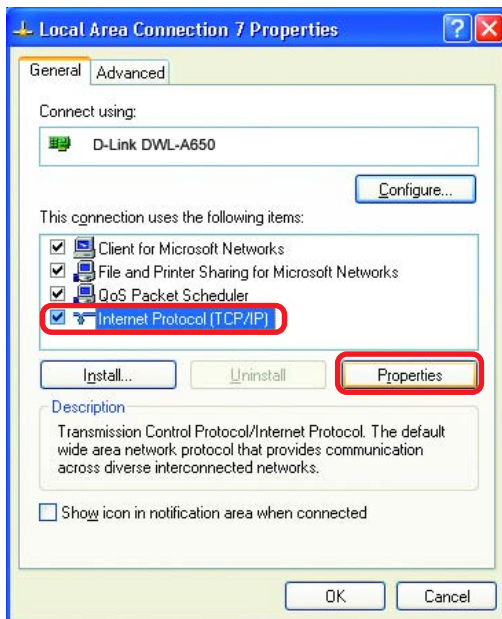 Local Area Connection 7 Properties
General Advanced
Connect using:
D-Link DWL-A650
Configure...
This connection uses the following items:
Client for Microsoft Networks
File and Printer Sharing for Microsoft Networks
QoS Packet Scheduler
Internet Protocol (TCP/IP)
Install... Uninstall Properties
Description
Transmission Control Protocol/Internet Protocol. The default
wide area network protocol that provides communication
across diverse interconnected networks.
Show icon in notification area when connected
OK Cancel